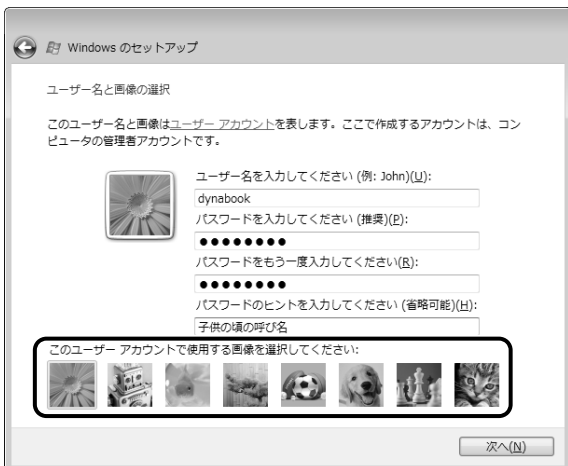 Windows のセットアップ
ユーザー名と画像の選択
このユーザー名と画像はユーザー アカウントを表します。ここで作成するアカウントは、コン
ピュータの管理者アカウントです。
ユーザー名を入力してください (例: John)(U):
dynabook
パスワードを入力してください (推奨)(P):
●●●●●●●●
パスワードをもう一度入力してください(R):
●●●●●●●●
パスワードのヒントを入力してください (省略可能)(H):
子供の頃の呼び名
このユーザー アカウントで使用する画像を選択してください:
次へ(N)